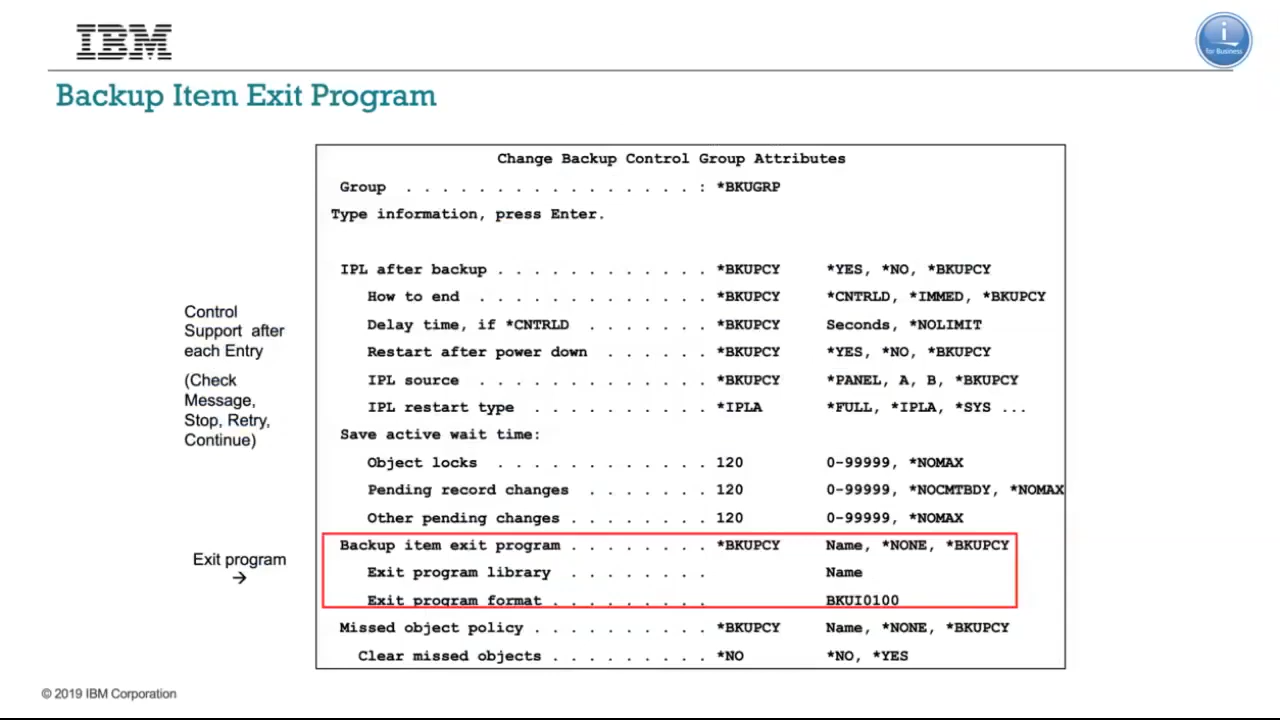 IBM
i
for Business
Backup Item Exit Program
Change Backup Control Group Attributes
Group . . . . . . . . . . . . . . . . : *BKUGRP
Type information, press Enter.
IPL after backup . . . . . . . . . . . . *BKUPCY *YES, *NO, *BKUPCY
How to end . . . . . . . . . . . . . *BKUPCY *CNTRLD, *IMMED, *BKUPCY
Delay time, if *CNTRLD . . . . . . . *BKUPCY Seconds, *NOLIMIT
Restart after power down . . . . . . *BKUPCY *YES, *NO, *BKUPCY
IPL source . . . . . . . . . . . . . *BKUPCY *PANEL, A, B, *BKUPCY
IPL restart type . . . . . . . . . . *IPLA *FULL, *IPLA, *SYS ...
Save active wait time:
Object locks . . . . . . . . . . . . 120 0-99999, *NOMAX
Pending record changes . . . . . . . 120 0-99999, *NOCMTBDY, *NOMAX
Other pending changes . . . . . . . . 120 0-99999, *NOMAX
Backup item exit program . . . . . . . . *BKUPCY Name, *NONE, *BKUPCY
Exit program library . . . . . . . . Name
Exit program format . . . . . . . . . BKUI0100
Missed object policy . . . . . . . . . . *BKUPCY Name, *NONE, *BKUPCY
Clear missed objects . . . . . . . . . *NO *NO, *YES
Control
Support after
each Entry
(Check
Message,
Stop, Retry,
Continue)
Exit program
→
© 2019 IBM Corporation